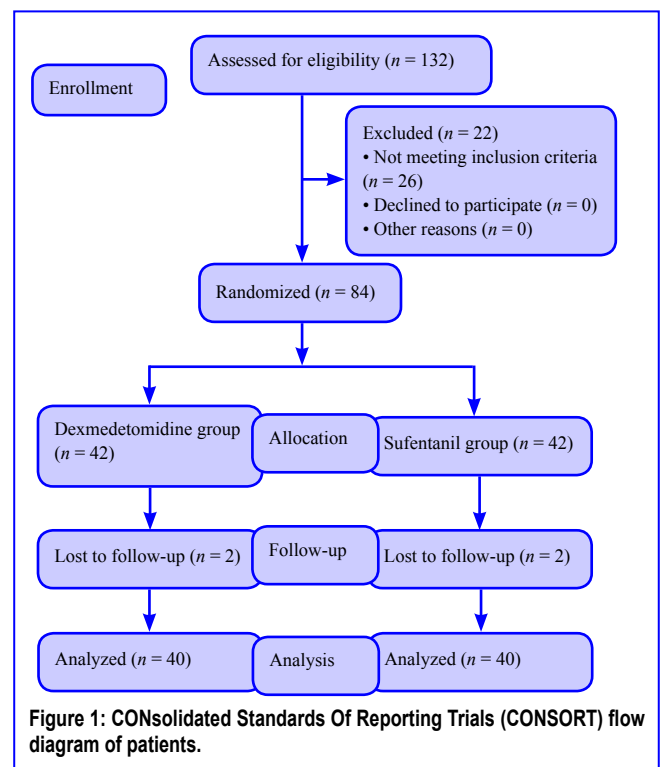 Assessed for eligibility (n = 132)
Enrollment
Excluded (n = 22)
• Not meeting inclusion criteria
(n = 26)
• Declined to participate (n = 0)
• Other reasons (n = 0)
Randomized (n = 84)
Dexmedetomidine group
(n = 42)
Allocation
Sufentanil group (n = 42)
Lost to follow-up (n = 2)
Follow-up
Lost to follow-up (n = 2)
Analyzed (n = 40)
Analysis
Analyzed (n = 40)
Figure 1: CONsolidated Standards Of Reporting Trials (CONSORT) flow
diagram of patients.